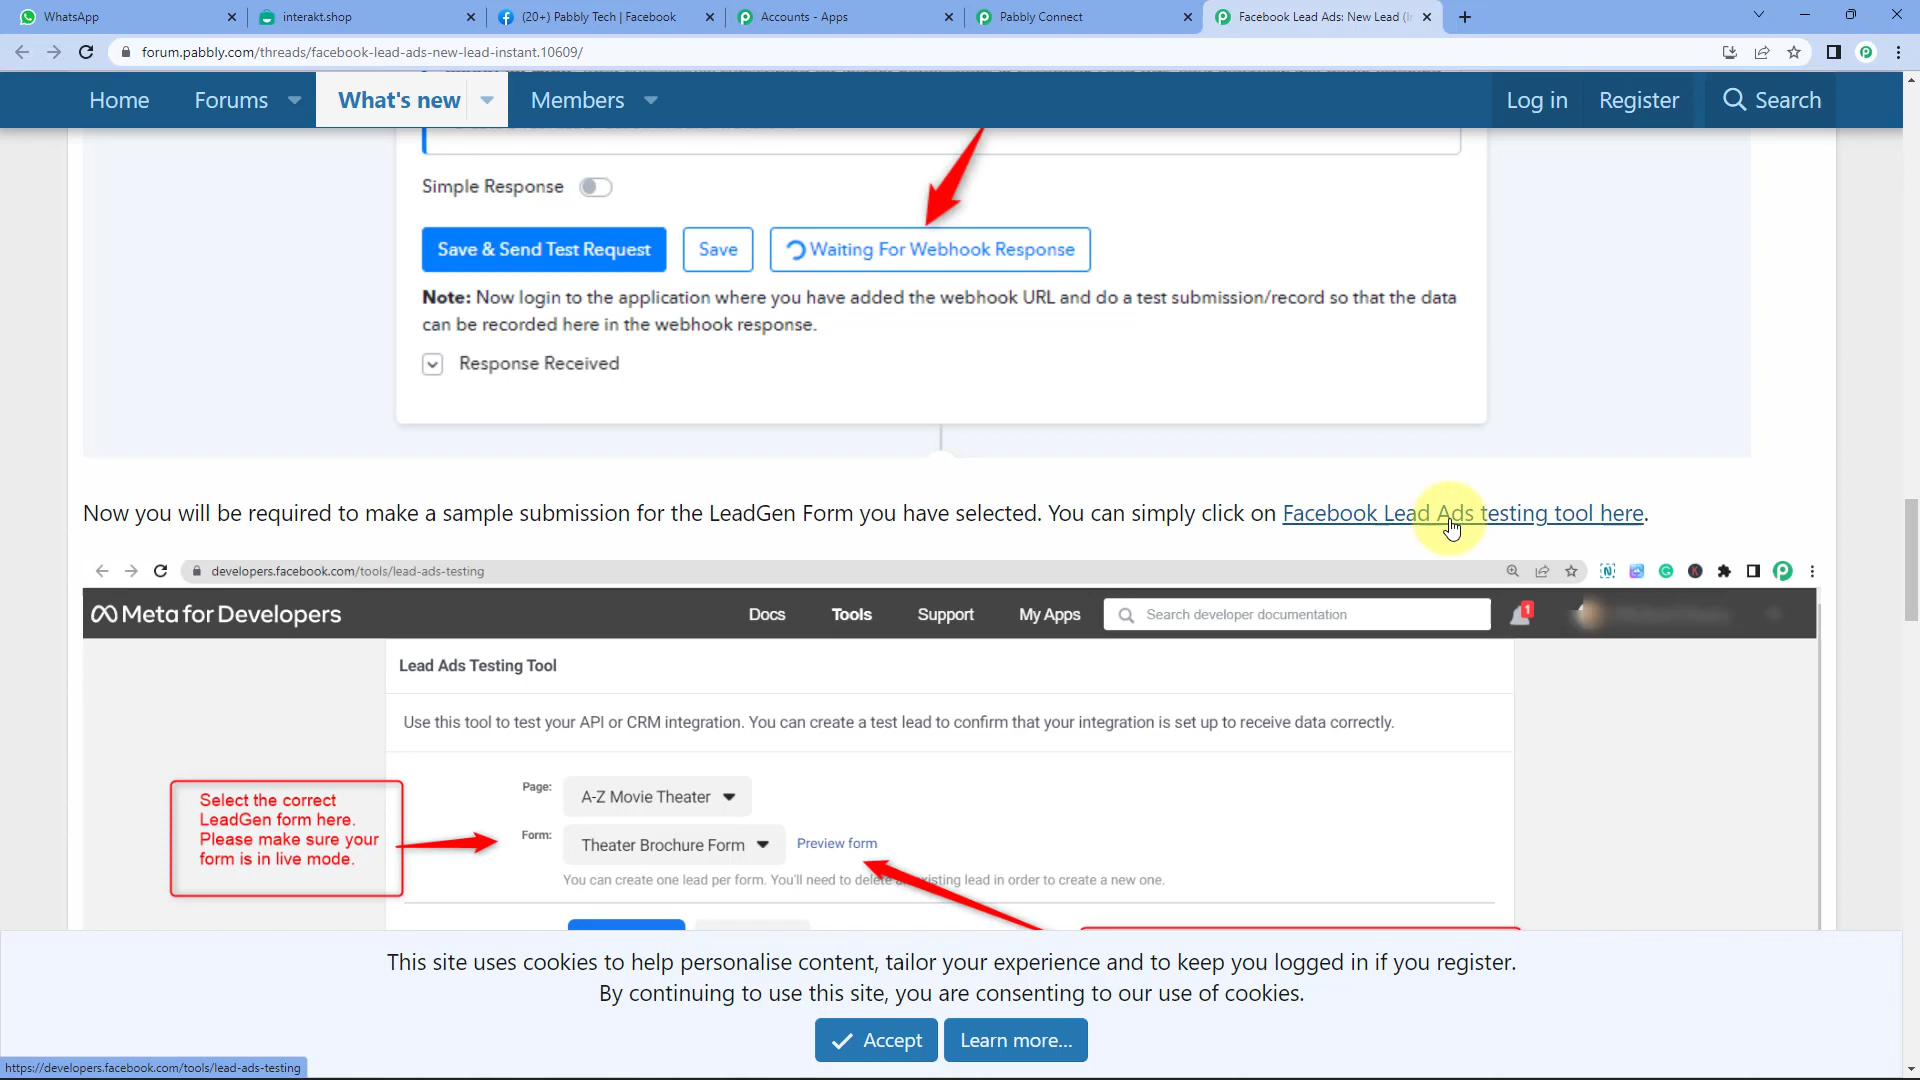 WhatsApp
interakt.shop
(20+) Pabbly Tech | Facebook
Accounts - Apps
Pabbly Connect
Facebook Lead Ads: New Lead (I
forum.pabbly.com/threads/facebook-lead-ads-new-lead-instant.10609/
Home
Forums
What's new
Members
Log in
Register
Search
Simple Response
Save & Send Test Request
Save
Waiting For Webhook Response
Note: Now login to the application where you have added the webhook URL and do a test submission/record so that the data
can be recorded here in the webhook response.
Response Received
Now you will be required to make a sample submission for the LeadGen Form you have selected. You can simply click on Facebook Lead Ads testing tool here.
developers.facebook.com/tools/lead-ads-testing
Meta for Developers
Docs
Tools
Support
My Apps
Search developer documentation
1
Lead Ads Testing Tool
Use this tool to test your API or CRM integration. You can create a test lead to confirm that your integration is set up to receive data correctly.
Page:
A-Z Movie Theater
Select the correct
LeadGen form here.
Please make sure your
form is in live mode.
Form:
Theater Brochure Form
Preview form
You can create one lead per form. You'll need to delete an existing lead in order to create a new one.
This site uses cookies to help personalise content, tailor your experience and to keep you logged in if you register.
By continuing to use this site, you are consenting to our use of cookies.
Accept
Learn more...
https://developers.facebook.com/tools/lead-ads-testing